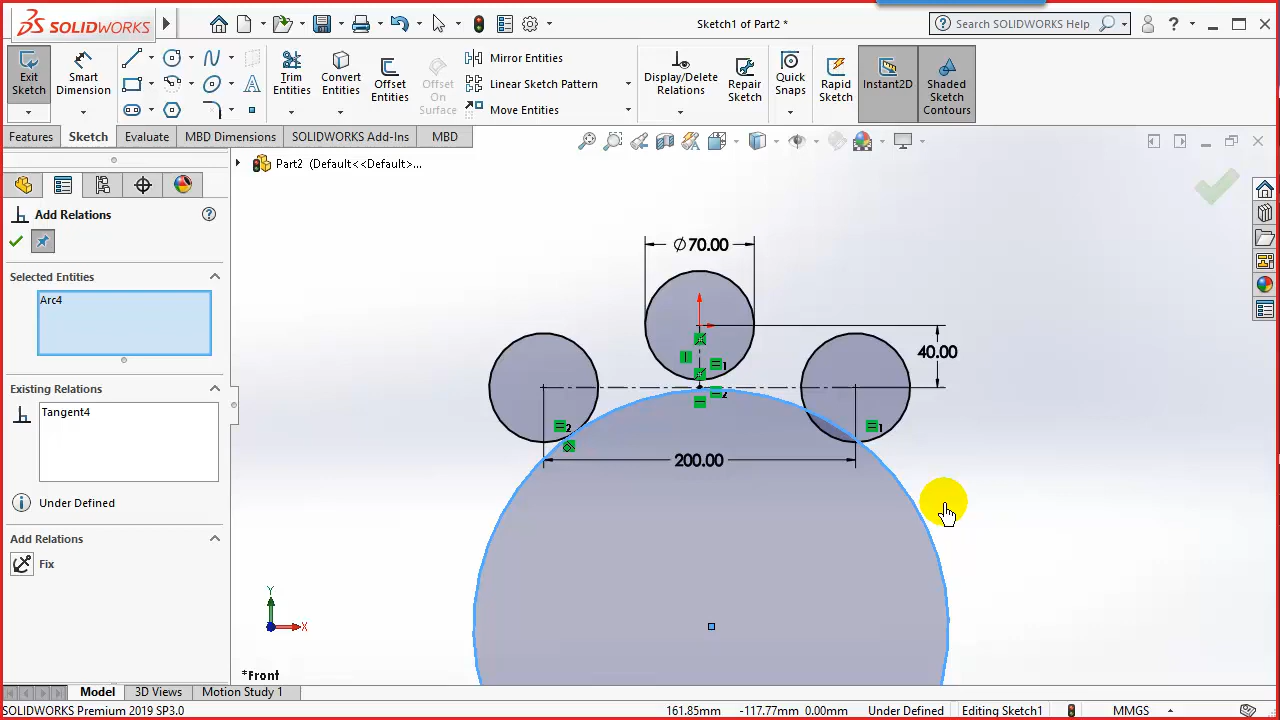 SOLIDWORKS
Sketch1 of Part2 *
Search SOLIDWORKS Help
?
Exit Sketch
Smart Dimension
Trim Entities
Convert Entities
Offset Entities
Offset On Surface
Mirror Entities
Linear Sketch Pattern
Move Entities
Display/Delete Relations
Repair Sketch
Quick Snaps
Rapid Sketch
Instant2D
Shaded Sketch Contours
Features
Sketch
Evaluate
MBD Dimensions
SOLIDWORKS Add-Ins
MBD
Part2 (Default<<Default>...
Add Relations
Selected Entities
Arc4
Existing Relations
Tangent4
Under Defined
Add Relations
Fix
Ø70.00
40.00
1
2
2
1
200.00
Y
X
*Front
Model
3D Views
Motion Study 1
SOLIDWORKS Premium 2019 SP3.0
161.85mm
-117.77mm
0.00mm
Under Defined
Editing Sketch1
MMGS